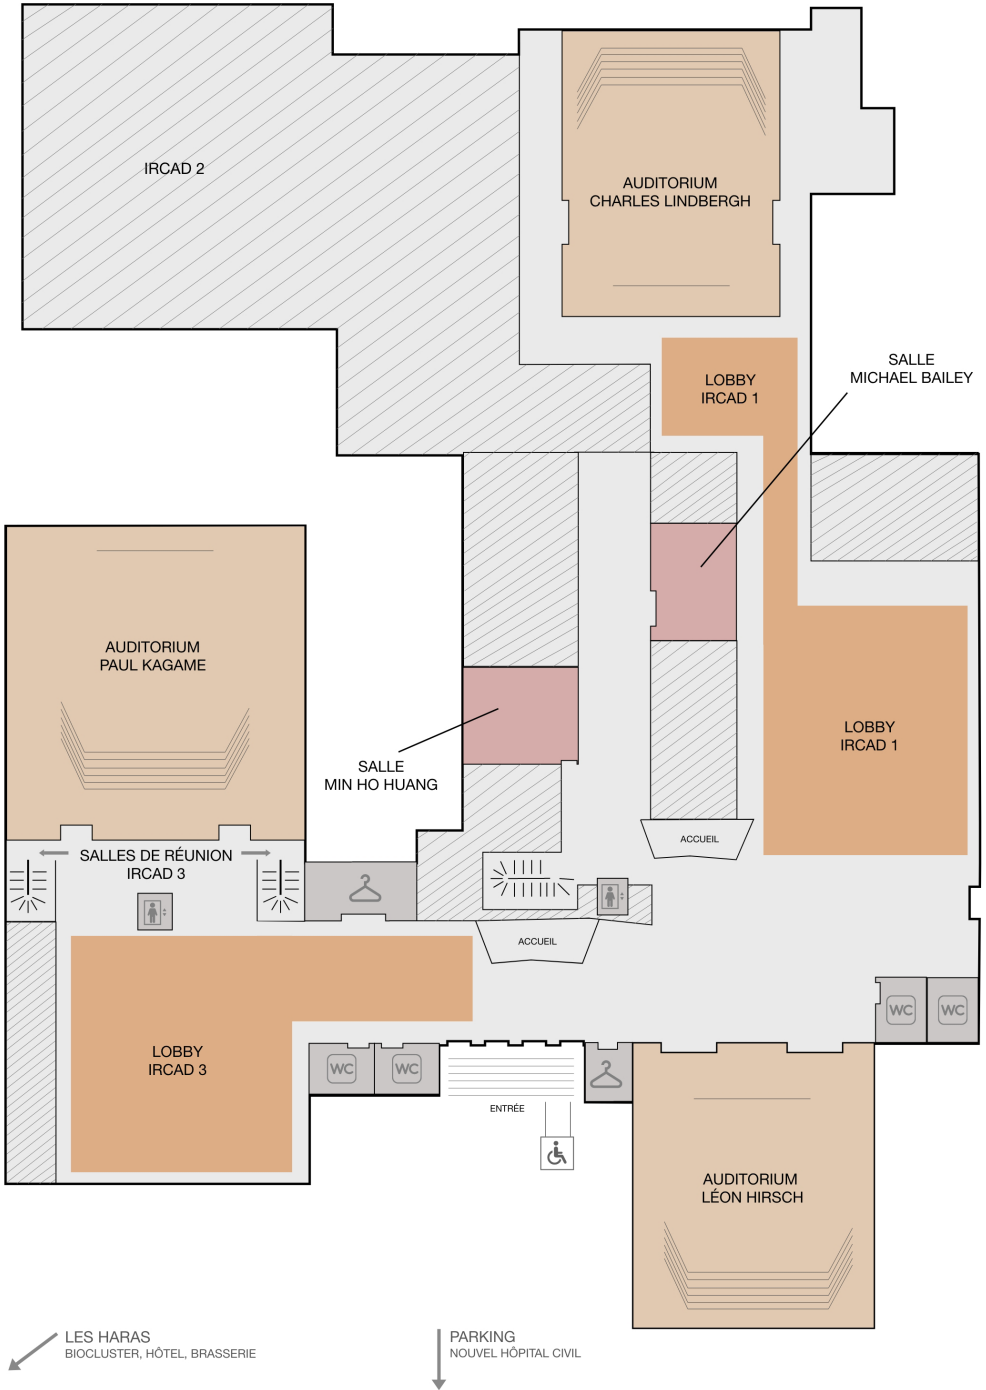 IRCAD 2
AUDITORIUM
CHARLES LINDBERGH
SALLE
MICHAEL BAILEY
LOBBY
IRCAD 1
AUDITORIUM
PAUL KAGAME
LOBBY
IRCAD 1
SALLE
MIN HO HUANG
ACCUEIL
SALLES DE RÉUNION
IRCAD 3
ACCUEIL
WC
WC
LOBBY
IRCAD 3
WC
WC
ENTRÉE
AUDITORIUM
LÉON HIRSCH
LES HARAS
BIOCLUSTER, HÔTEL, BRASSERIE
PARKING
NOUVEL HÔPITAL CIVIL